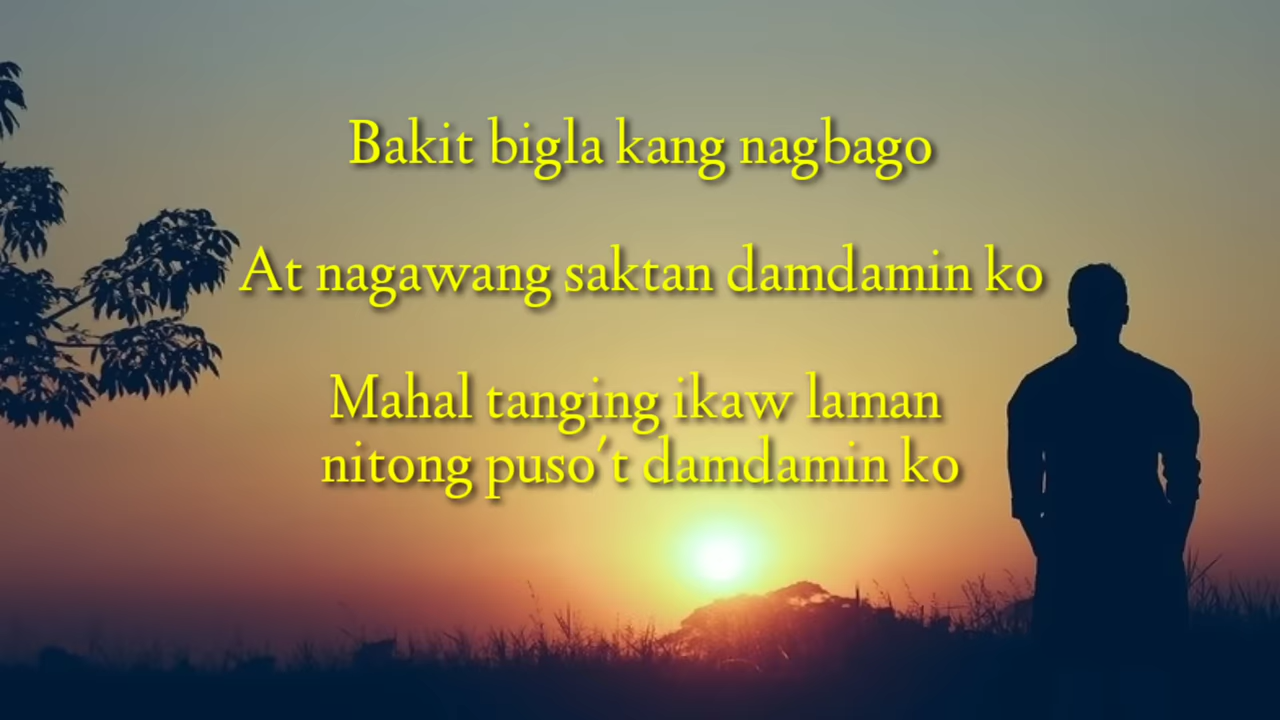 Bakit bigla kang nagbago
At nagawang saktan damdamin ko
Mahal tanging ikaw laman
nitong puso't damdamin ko